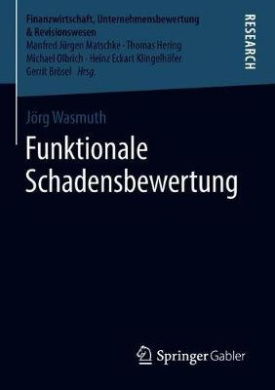 Finanzwirtschaft, Unternehmensbewertung
& Revisionswesen
Manfred Jürgen Matschke · Thomas Hering
Michael Olbrich · Heinz Eckart Klingelhöfer
Gerrit Brösel Hrsg.
RESEARCH
Jörg Wasmuth
Funktionale
Schadensbewertung
Springer Gabler